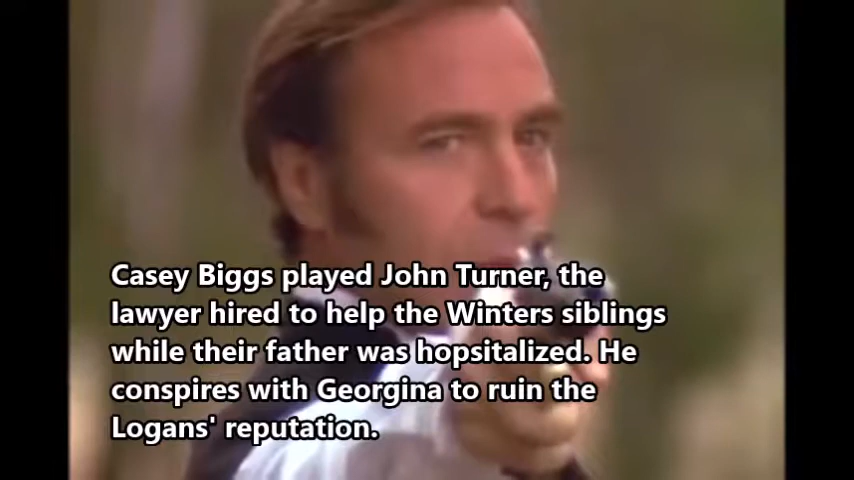 Casey Biggs played John Turner, the
lawyer hired to help the Winters siblings
while their father was hopsitalized. He
conspires with Georgina to ruin the
Logans' reputation.